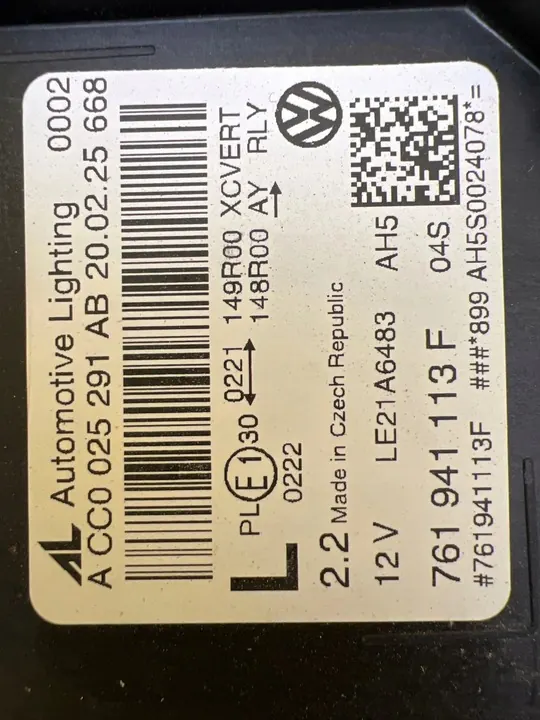 AL Automotive Lighting 0002
A CC0 025 291 AB 20.02.25 668
L PL E1 30 0221 149R00 XCVERT
0222 148R00 AY RLY
2.2 Made in Czech Republic
12 V LE21A6483 AH5
761 941 113 F 04S
#761941113F ###*899 AH5S0024078*=